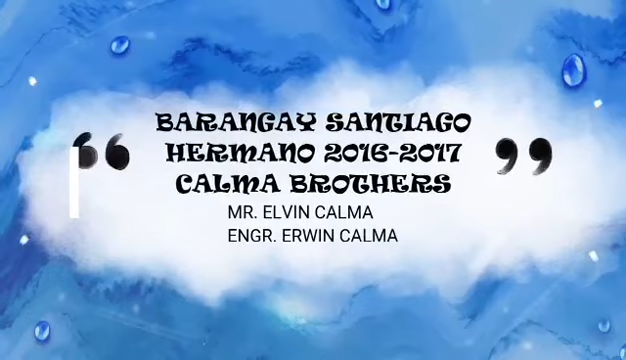 BARANGAY SANTIAGO
HERMANO 2016-2017
CALMA BROTHERS
MR. ELVIN CALMA
ENGR. ERWIN CALMA